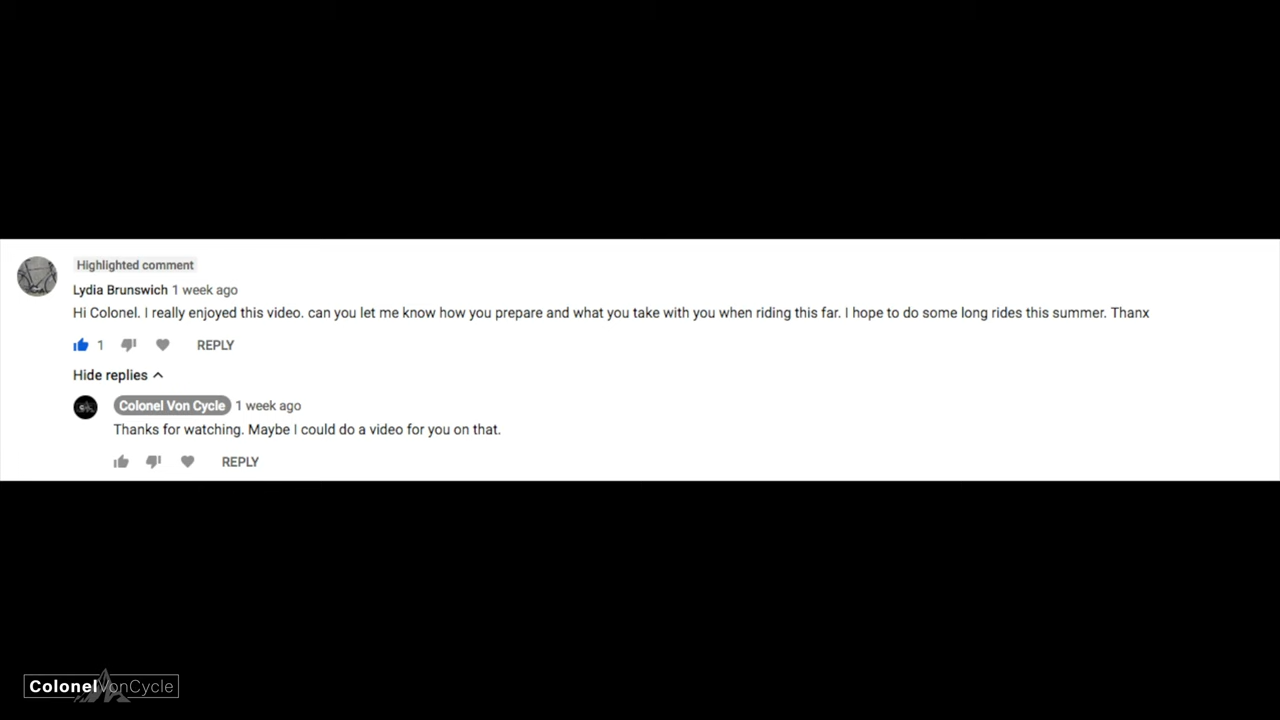 Highlighted comment
Lydia Brunswich 1 week ago
Hi Colonel. I really enjoyed this video. can you let me know how you prepare and what you take with you when riding this far. I hope to do some long rides this summer. Thanx
1 REPLY
Hide replies
Colonel Von Cycle 1 week ago
Thanks for watching. Maybe I could do a video for you on that.
REPLY
ColonelVonCycle